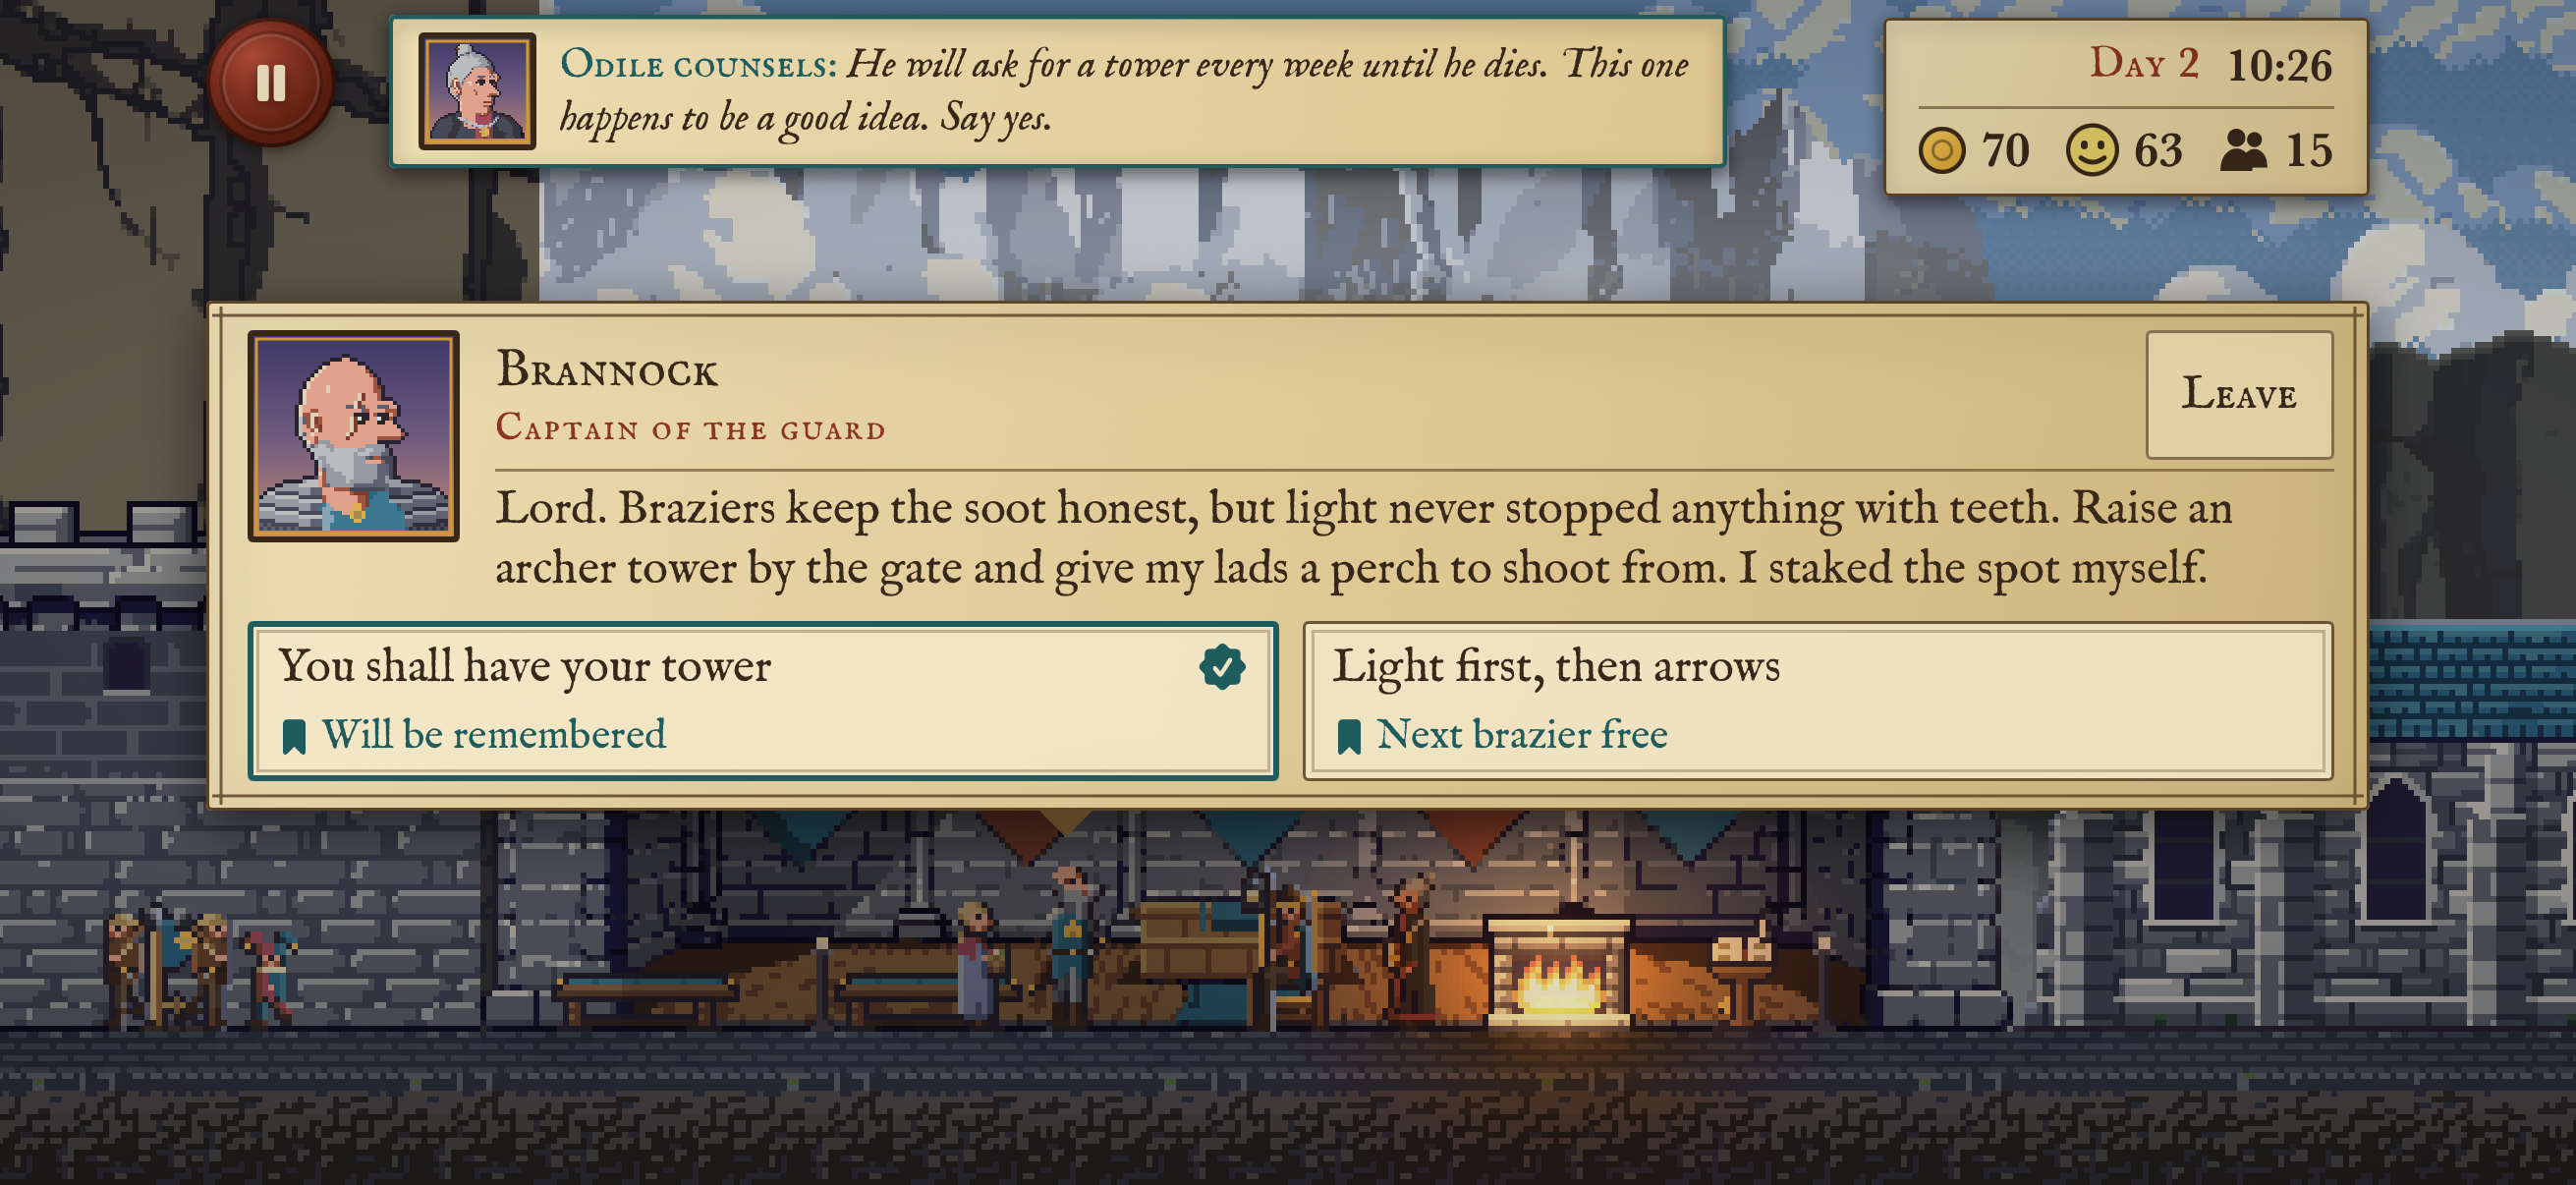 Odile counsels: He will ask for a tower every week until he dies. This one
happens to be a good idea. Say yes.
Day 2 10:26
70 63 15
Brannock
Captain of the guard
Leave
Lord. Braziers keep the soot honest, but light never stopped anything with teeth. Raise an
archer tower by the gate and give my lads a perch to shoot from. I staked the spot myself.
You shall have your tower
Will be remembered
Light first, then arrows
Next brazier free